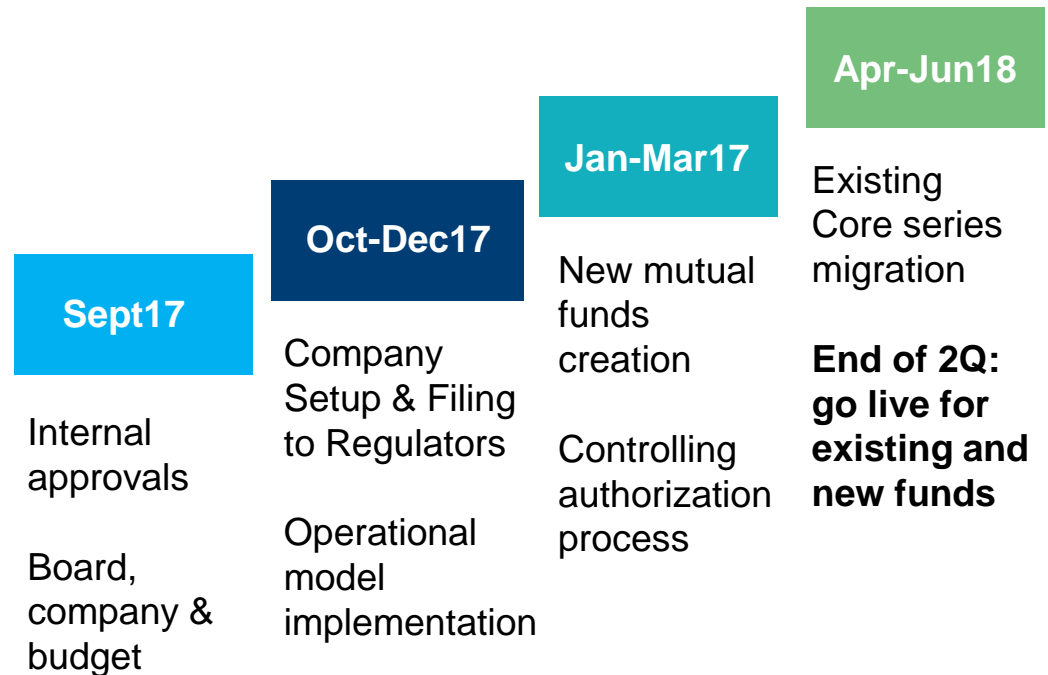 Sept17
Internal
approvals
Board,
company &
budget
Oct-Dec17
Company
Setup & Filing
to Regulators
Operational
model
implementation
Jan-Mar17
New mutual
funds
creation
Controlling
authorization
process
Apr-Jun18
Existing
Core series
migration
End of 2Q:
go live for
existing and
new funds